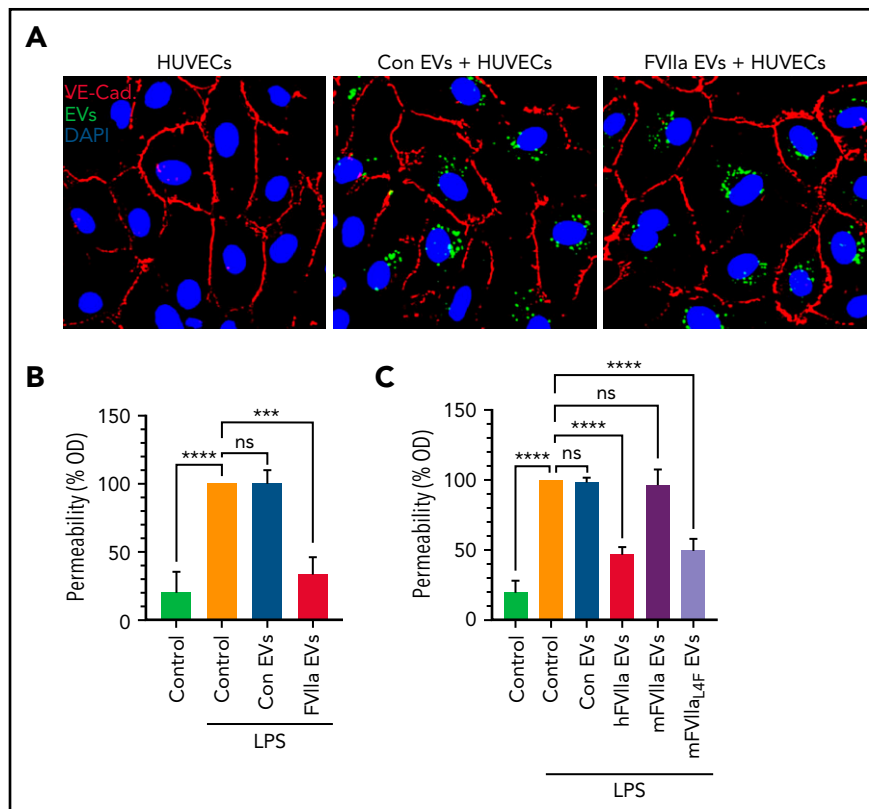 A
HUVECs
Con EVs + HUVECs
FVIIa EVs + HUVECs
VE-Cad.
EVs
DAPI
B
Permeability (% OD)
150
100
50
0
****
ns
***
Control
Control
Con EVs
FVIIa EVs
LPS
C
Permeability (% OD)
150
100
50
0
****
ns
****
ns
****
Control
Control
Con EVs
hFVIIa EVs
mFVIIa EVs
mFVIIaL4F EVs
LPS